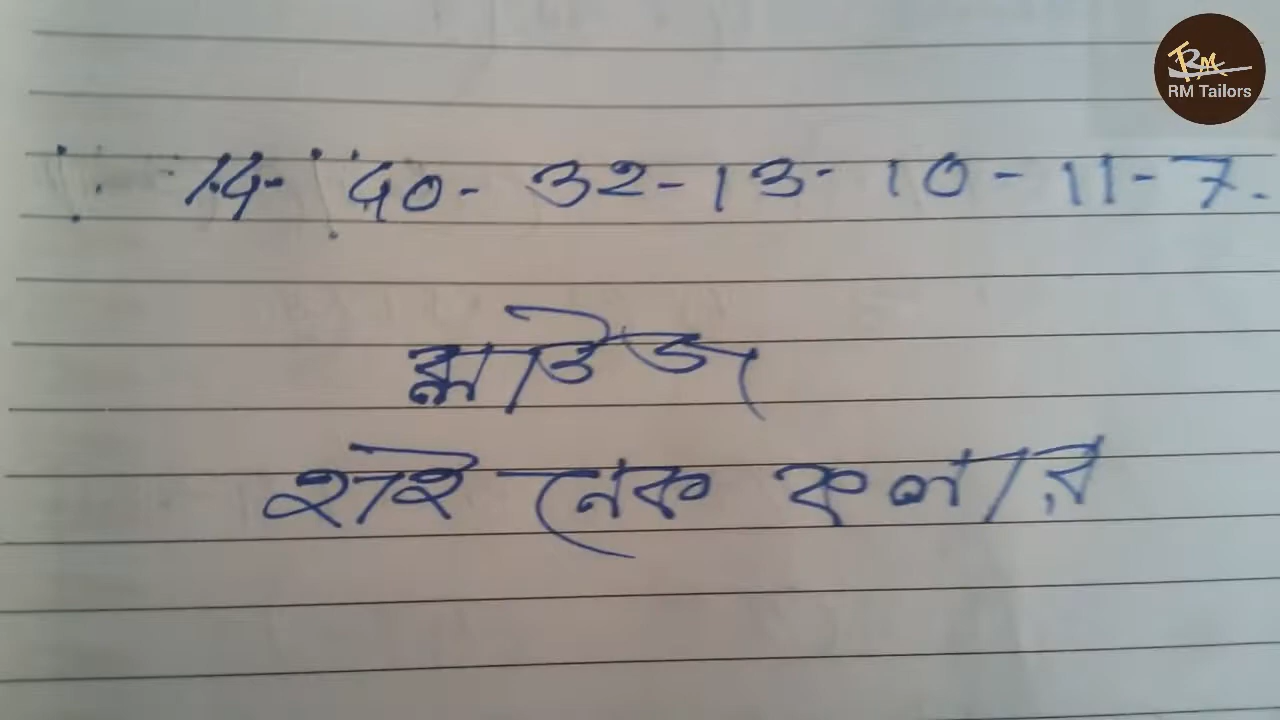 RM Tailors
14- 40- 32-13- 10-11-7.
ব্লাউজ
হাই নেক কলার